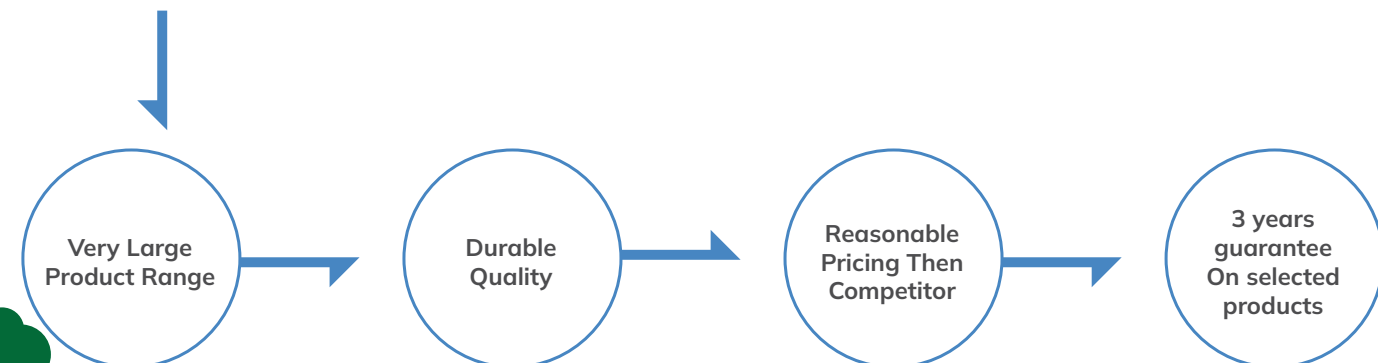 Very Large
Product Range
Durable
Quality
Reasonable
Pricing Then
Competitor
3 years
guarantee
On selected
products